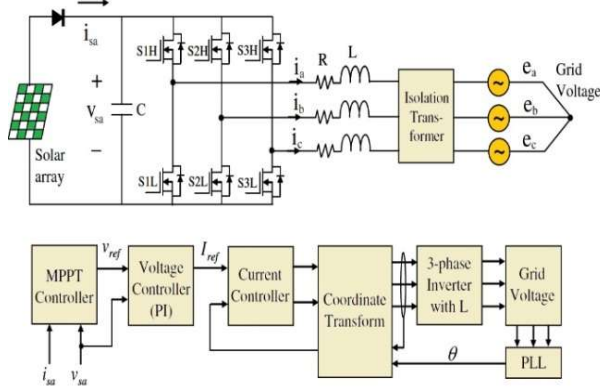 i_sa
S1H
S2H
S3H
R
L
i_a
e_a
Grid
Voltage
+
V_sa
C
i_b
Isolation
Trans-
former
e_b
−
i_c
e_c
Solar
array
S1L
S2L
S3L
v_ref
I_ref
MPPT
Controller
Voltage
Controller
(PI)
Current
Controller
Coordinate
Transform
3-phase
Inverter
with L
Grid
Voltage
θ
PLL
i_sa
v_sa